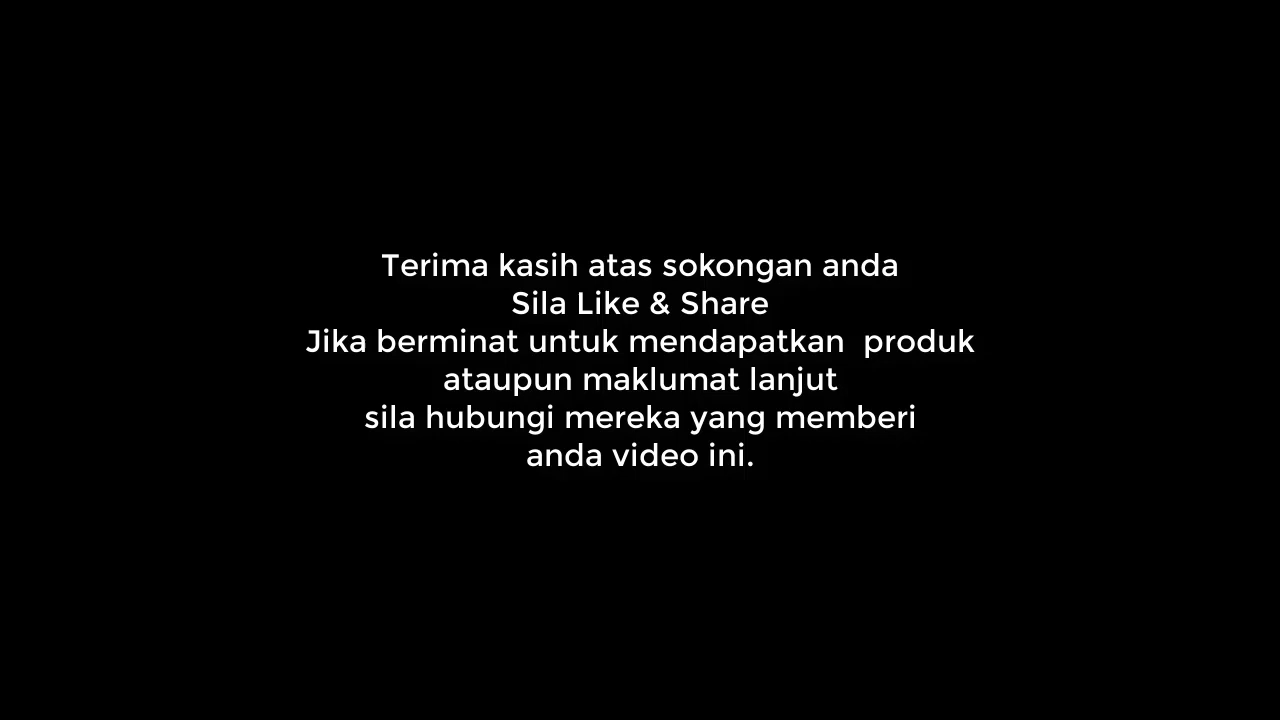 Terima kasih atas sokongan anda
Sila Like & Share
Jika berminat untuk mendapatkan  produk
ataupun maklumat lanjut
sila hubungi mereka yang memberi
anda video ini.